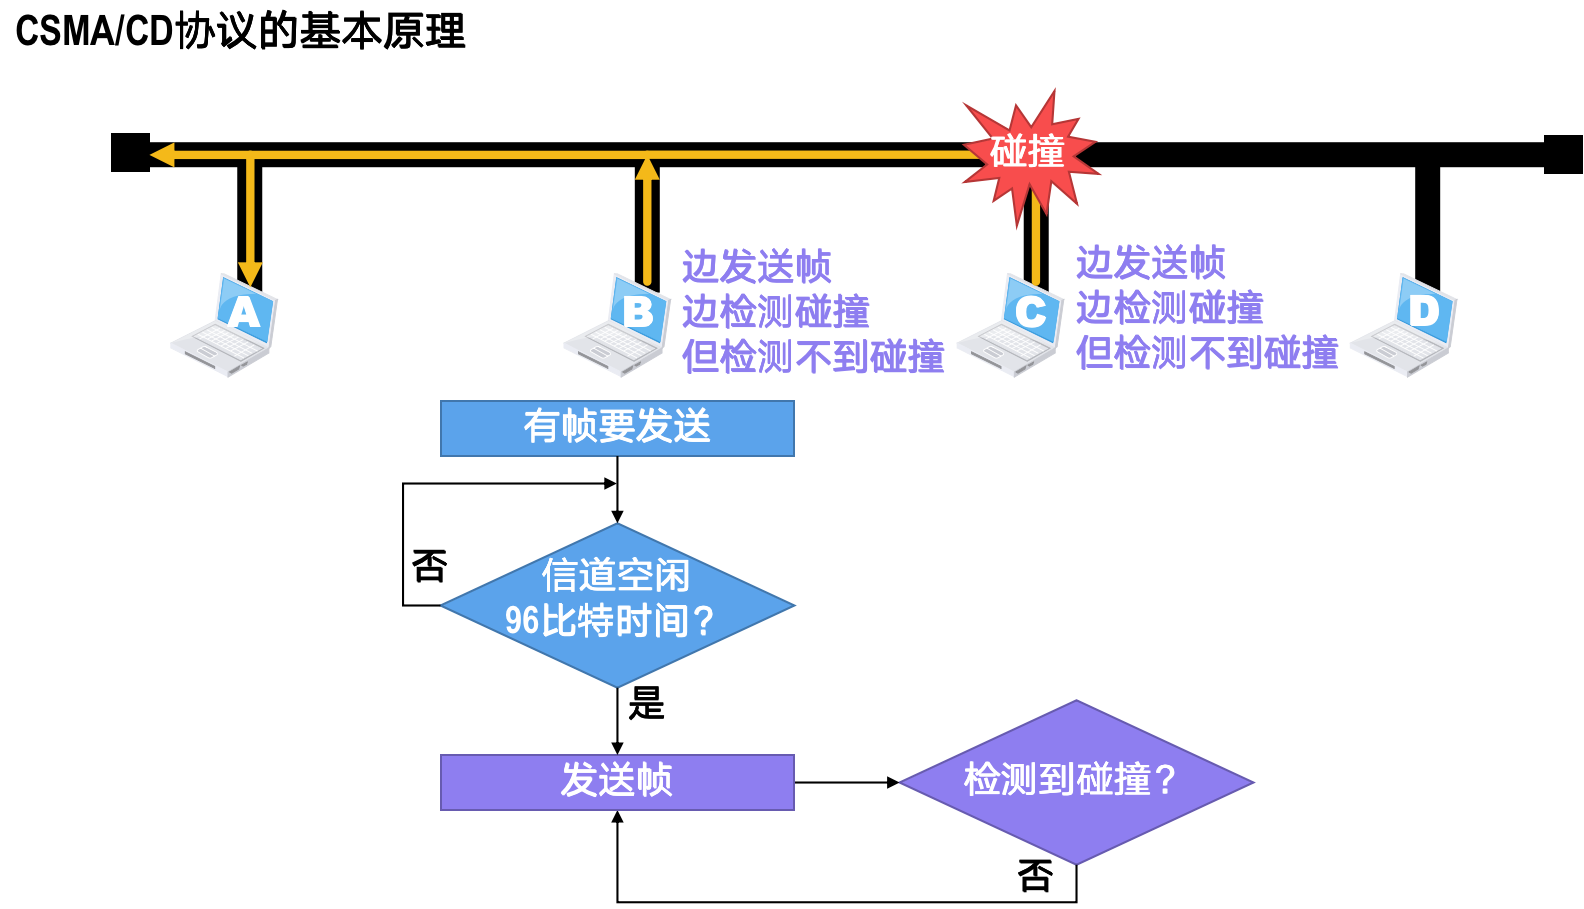 CSMA/CD协议的基本原理
碰撞
A
B
边发送帧
边检测碰撞
但检测不到碰撞
C
边发送帧
边检测碰撞
但检测不到碰撞
D
有帧要发送
否
信道空闲
96比特时间？
是
发送帧
检测到碰撞？
否